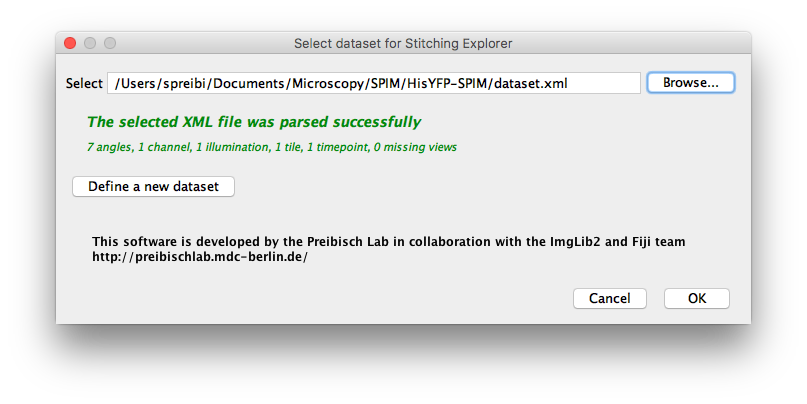 Select dataset for Stitching Explorer
Select /Users/spreibi/Documents/Microscopy/SPIM/HisYFP-SPIM/dataset.xml Browse...
The selected XML file was parsed successfully
7 angles, 1 channel, 1 illumination, 1 tile, 1 timepoint, 0 missing views
Define a new dataset
This software is developed by the Preibisch Lab in collaboration with the ImgLib2 and Fiji team
http://preibischlab.mdc-berlin.de/
Cancel OK